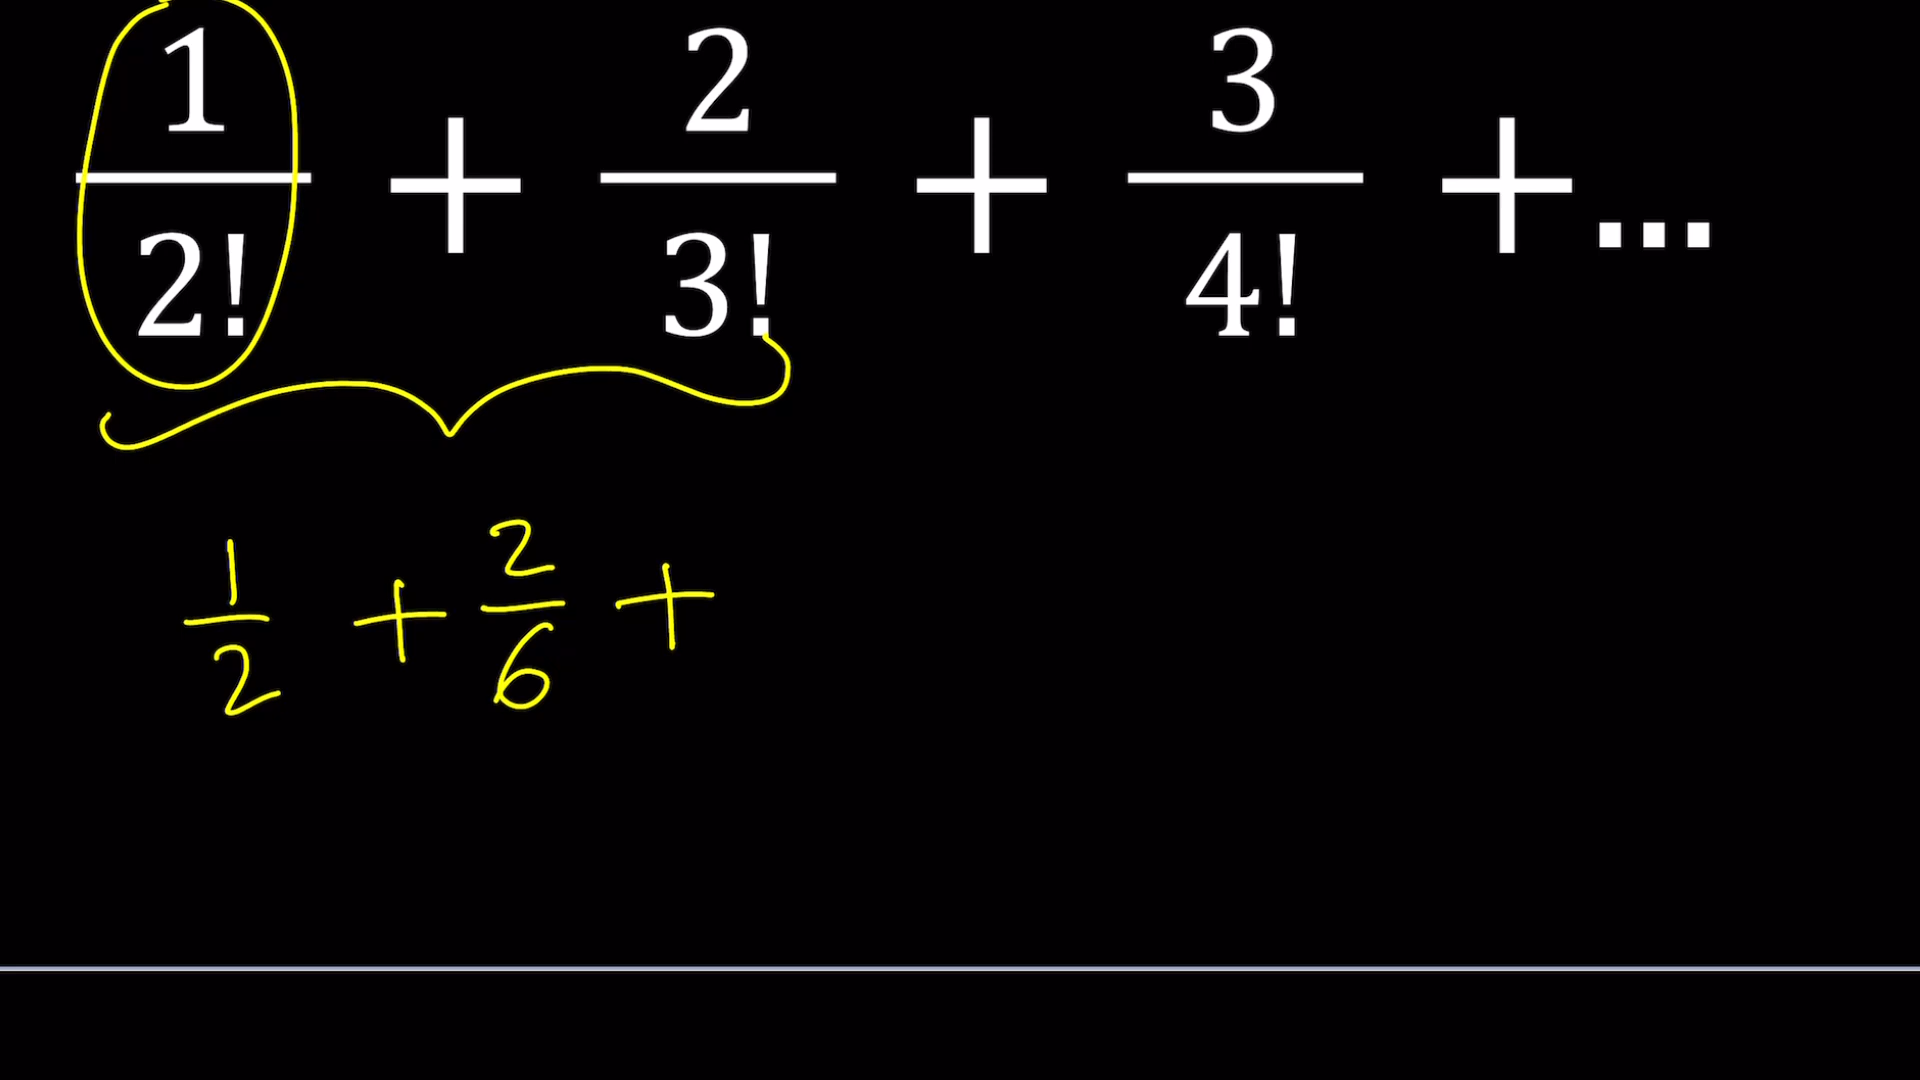 1/2! + 2/3! + 3/4! + ...
1/2 + 2/6 +